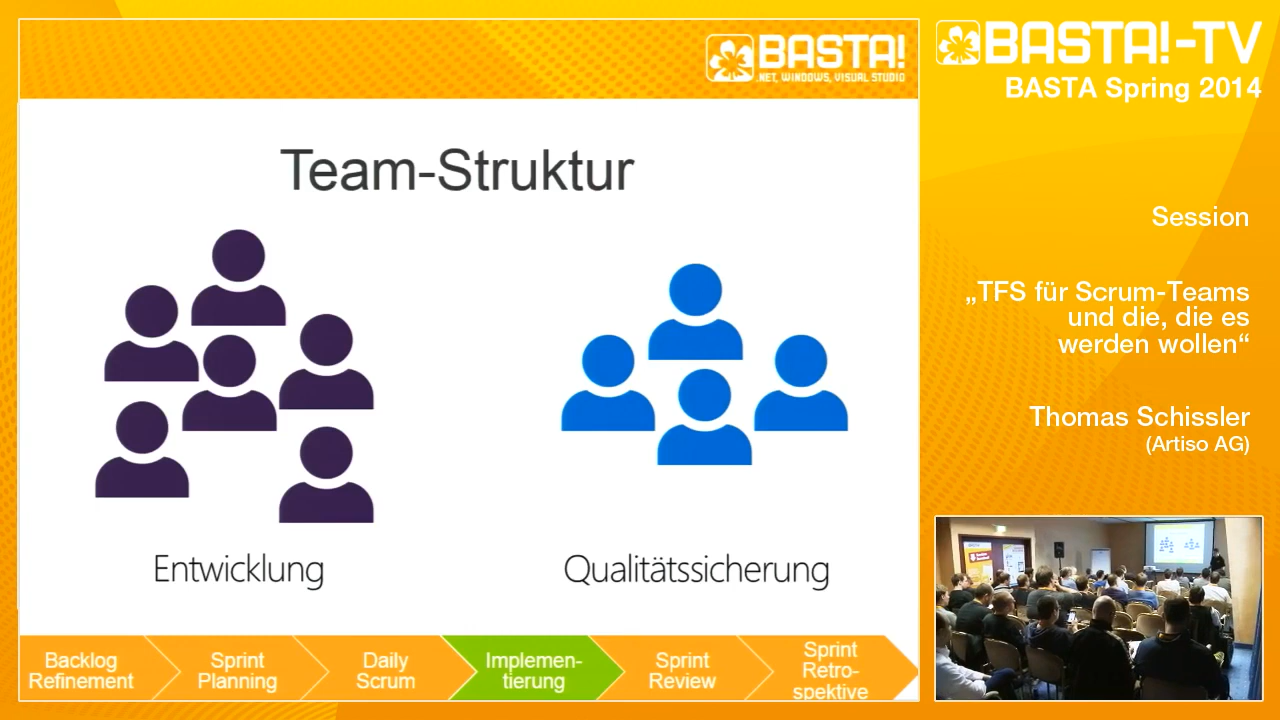 BASTA!
.NET, WINDOWS, VISUAL STUDIO
Team-Struktur
Entwicklung
Qualitätssicherung
Backlog
Refinement
Sprint
Planning
Daily
Scrum
Implemen-
tierung
Sprint
Review
Sprint
Retro-
spektive
BASTA!-TV
BASTA Spring 2014
Session
„TFS für Scrum-Teams
und die, die es
werden wollen“
Thomas Schissler
(Artiso AG)